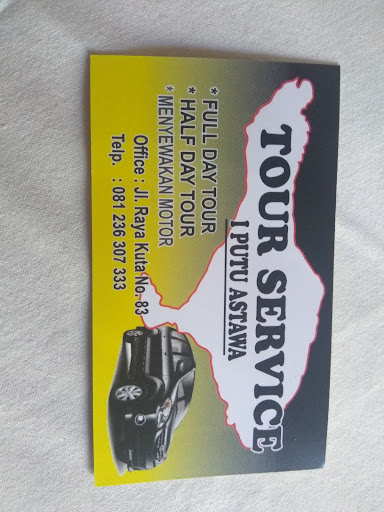 TOUR SERVICE
I PUTU ASTAWA
* FULL DAY TOUR
* HALF DAY TOUR
* MENYEWAKAN MOTOR
Office : Jl. Raya Kuta No. 83
Telp. : 081 236 307 333